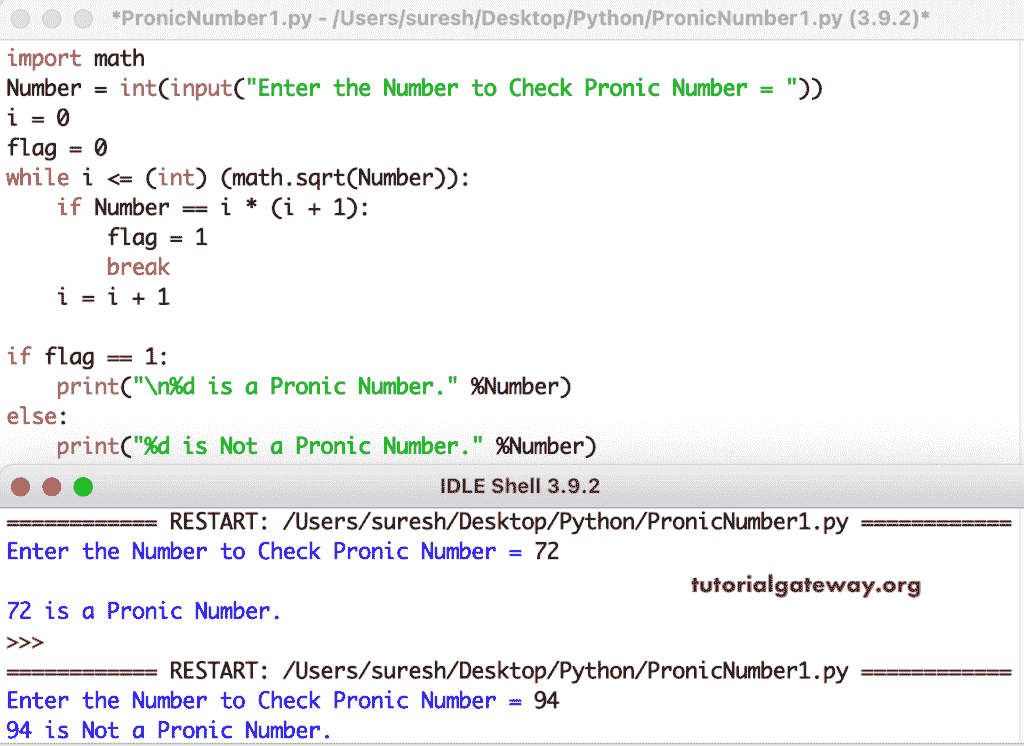 *PronicNumber1.py - /Users/suresh/Desktop/Python/PronicNumber1.py (3.9.2)*
import math
Number = int(input("Enter the Number to Check Pronic Number = "))
i = 0
flag = 0
while i <= (int) (math.sqrt(Number)):
    if Number == i * (i + 1):
        flag = 1
        break
    i = i + 1

if flag == 1:
    print("\n%d is a Pronic Number." %Number)
else:
    print("%d is Not a Pronic Number." %Number)
IDLE Shell 3.9.2
============ RESTART: /Users/suresh/Desktop/Python/PronicNumber1.py ============
Enter the Number to Check Pronic Number = 72
tutorialgateway.org
72 is a Pronic Number.
>>>
============ RESTART: /Users/suresh/Desktop/Python/PronicNumber1.py ============
Enter the Number to Check Pronic Number = 94
94 is Not a Pronic Number.